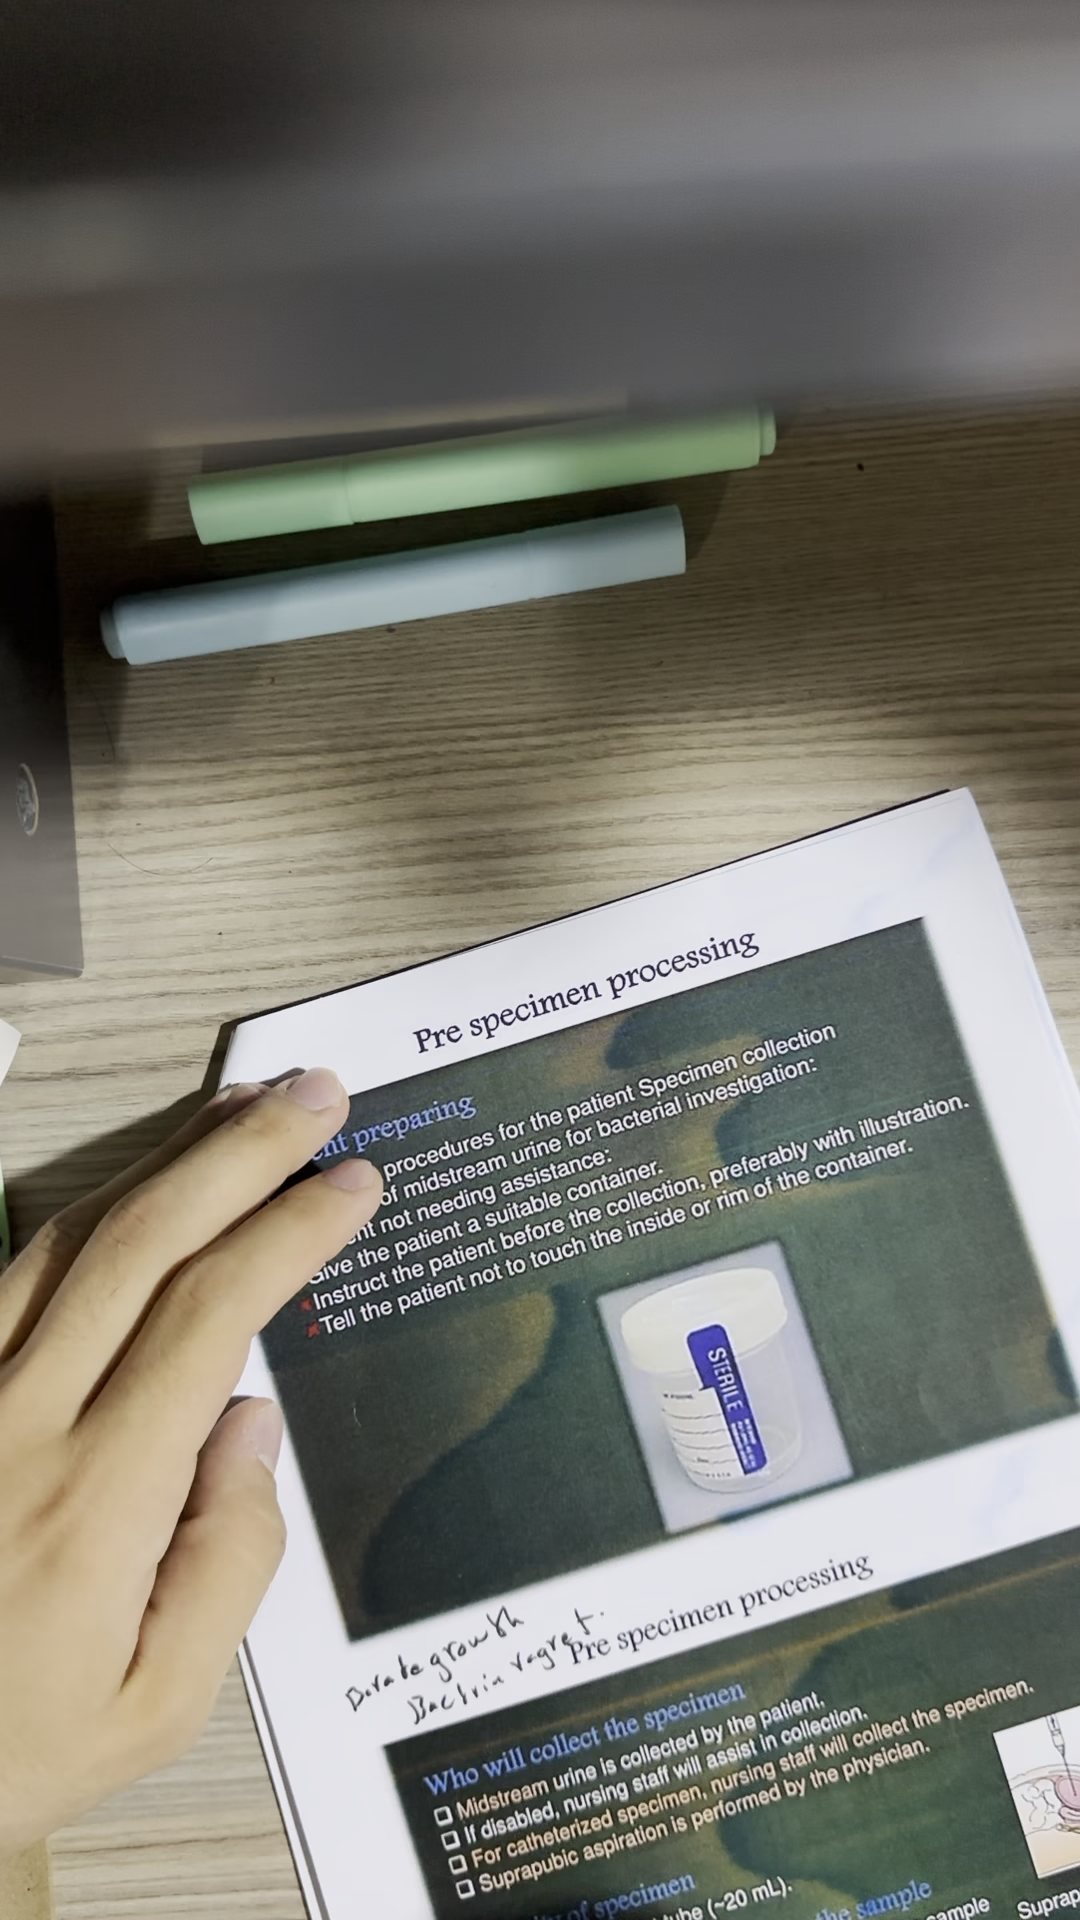 Pre specimen processing
preparing
procedures for the patient Specimen collection
of midstream urine for bacterial investigation:
not needing assistance:
Give the patient a suitable container.
Instruct the patient before the collection, preferably with illustration.
Tell the patient not to touch the inside or rim of the container.
STERILE
growth
Pre specimen processing
Who will collect the specimen
Midstream urine is collected by the patient.
If disabled, nursing staff will assist in collection.
For catheterized specimen, nursing staff will collect the specimen.
Suprapubic aspiration is performed by the physician.
of specimen
tube (~20 mL).
the sample
sample